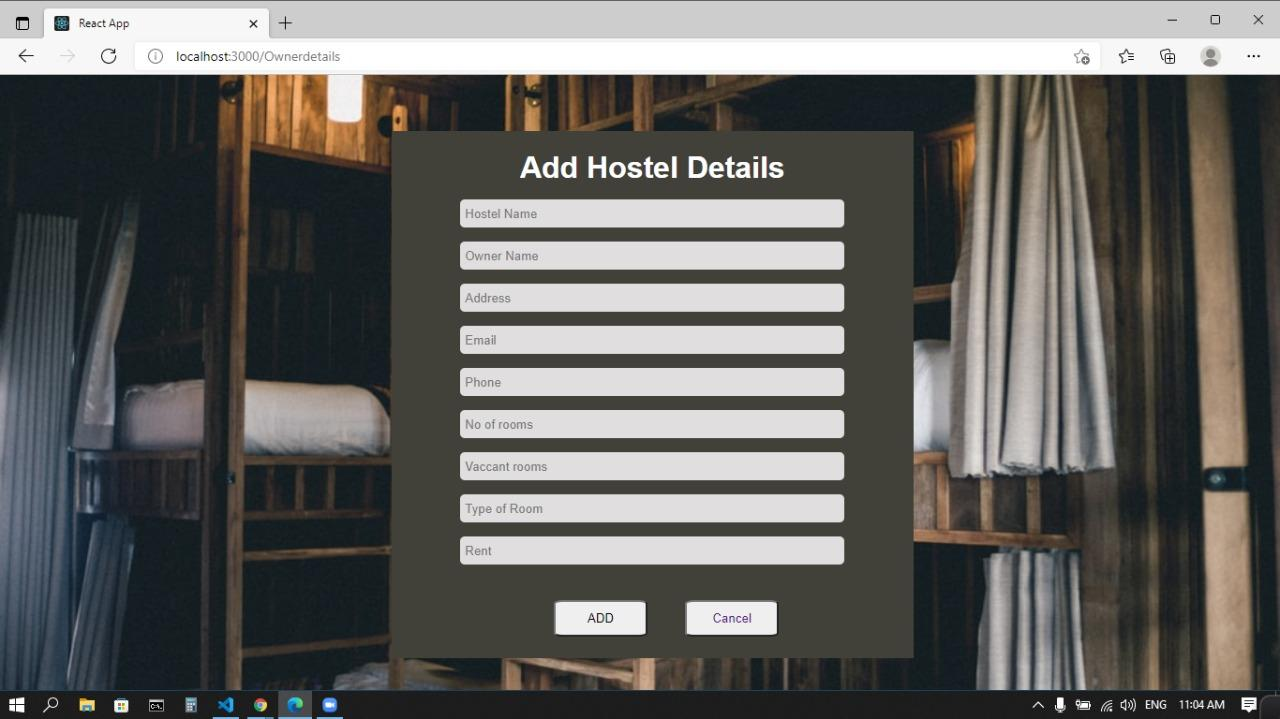 React App
localhost:3000/Ownerdetails
Add Hostel Details
Hostel Name
Owner Name
Address
Email
Phone
No of rooms
Vaccant rooms
Type of Room
Rent
ADD Cancel
ENG 11:04 AM